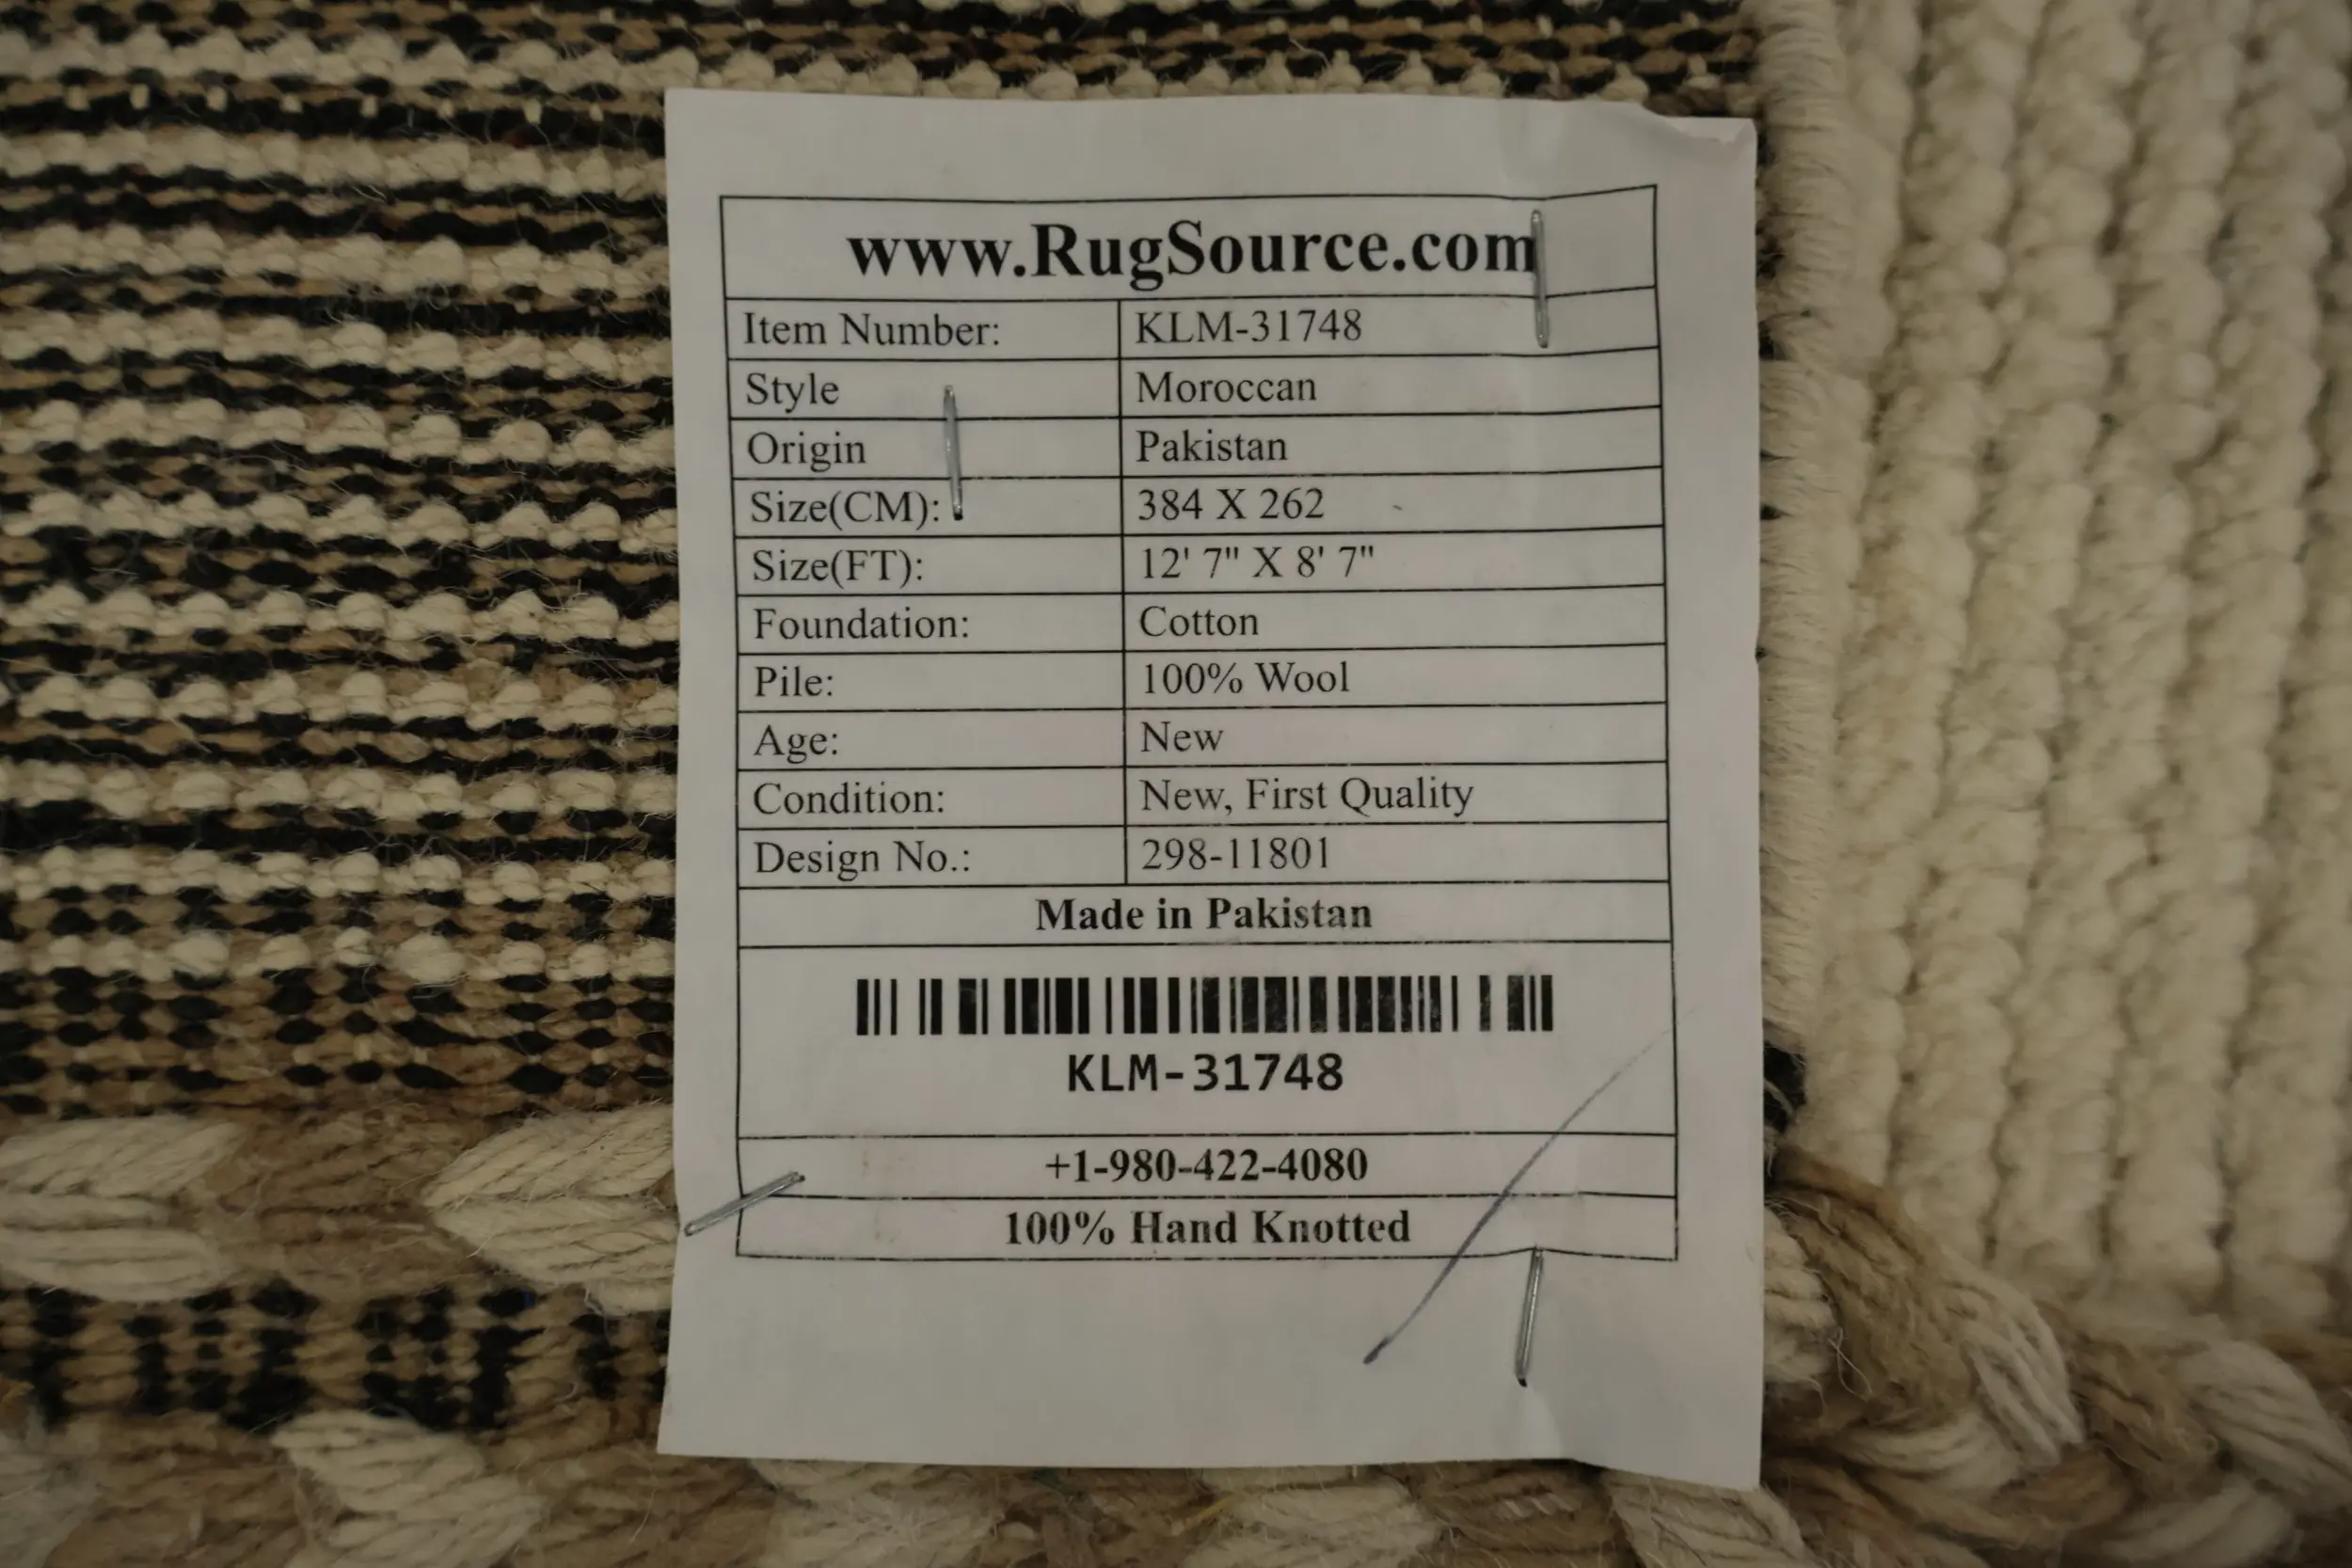 www.RugSource.com
Item Number: KLM-31748
Style Moroccan
Origin Pakistan
Size(CM): 384 X 262
Size(FT): 12' 7" X 8' 7"
Foundation: Cotton
Pile: 100% Wool
Age: New
Condition: New, First Quality
Design No.: 298-11801
Made in Pakistan
KLM-31748
+1-980-422-4080
100% Hand Knotted